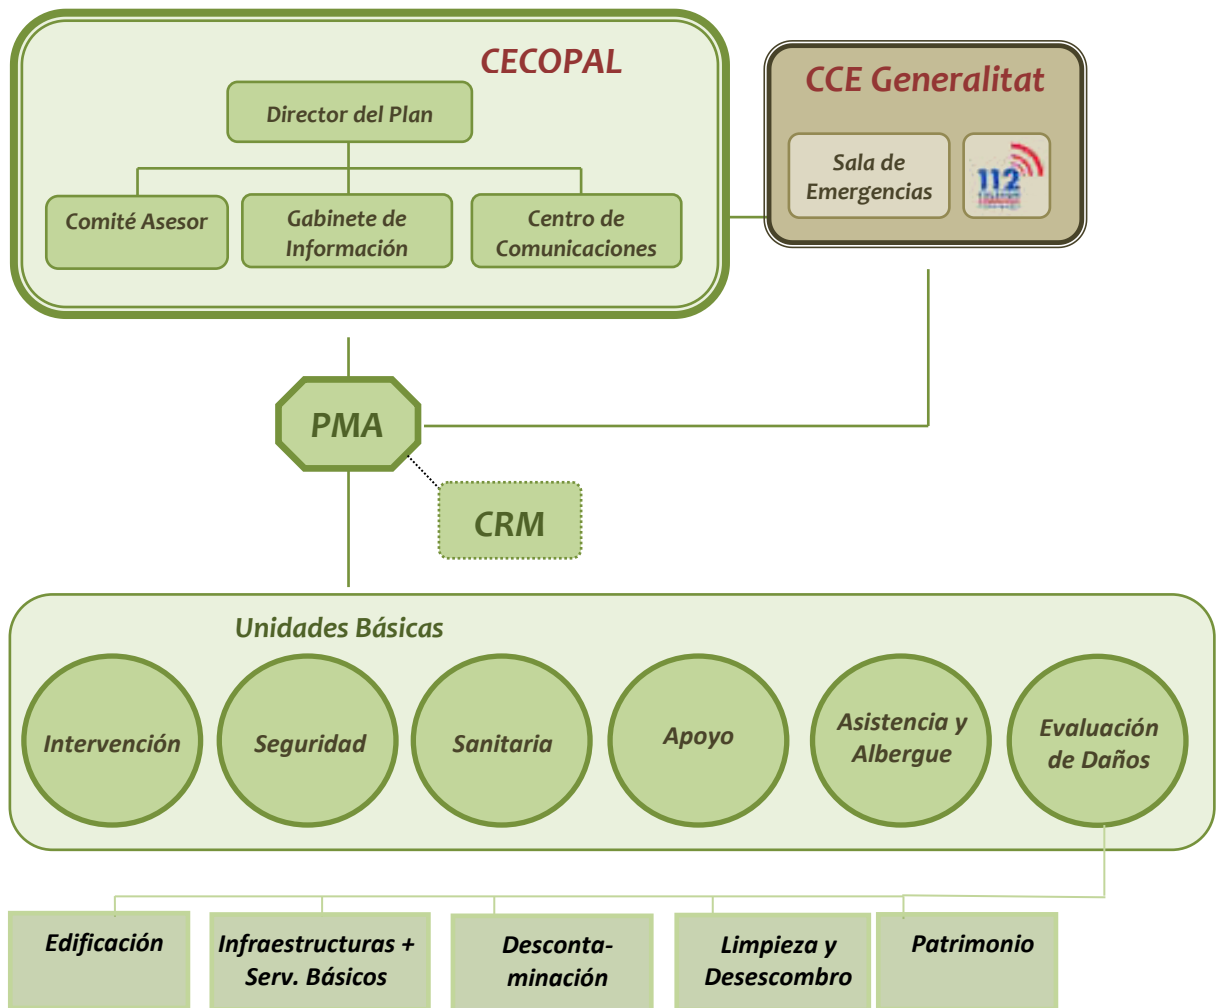 CECOPAL
Director del Plan
Comité Asesor
Gabinete de
Información
Centro de
Comunicaciones
CCE Generalitat
Sala de
Emergencias
112
PMA
CRM
Unidades Básicas
Intervención
Seguridad
Sanitaria
Apoyo
Asistencia y
Albergue
Evaluación
de Daños
Edificación
Infraestructuras +
Serv. Básicos
Desconta-
minación
Limpieza y
Desescombro
Patrimonio